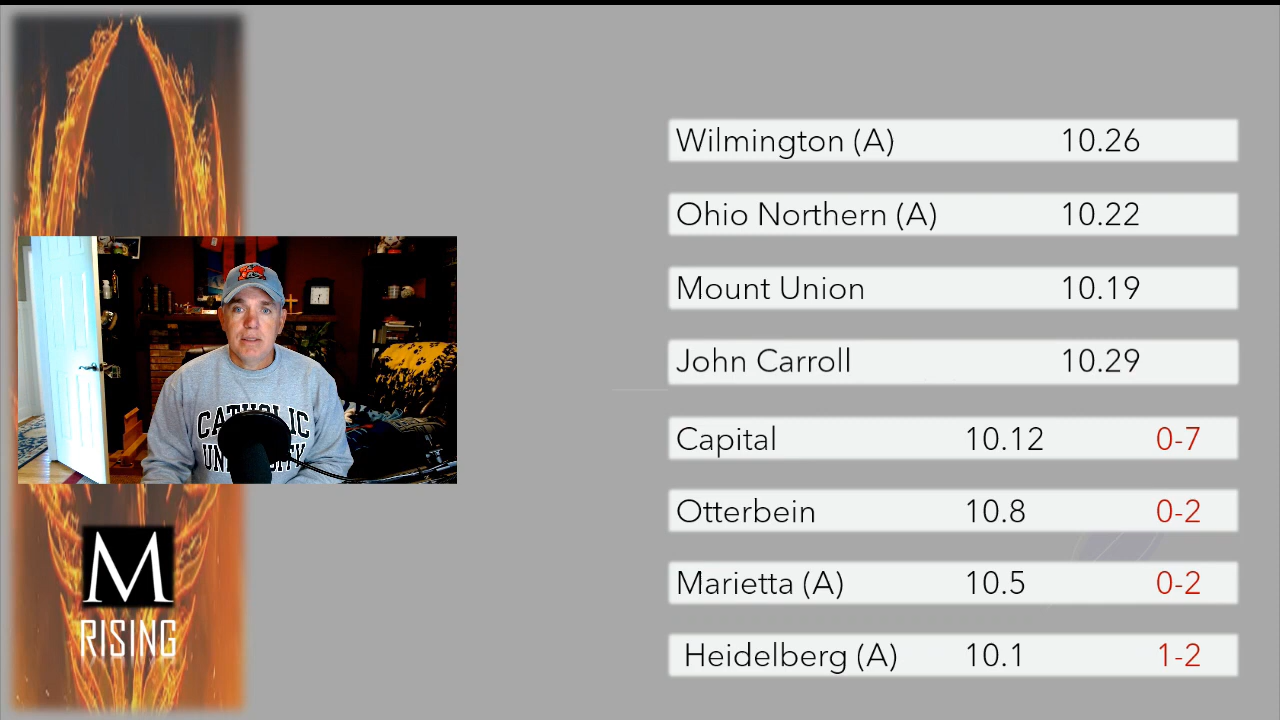 Wilmington (A) 10.26
Ohio Northern (A) 10.22
Mount Union 10.19
John Carroll 10.29
Capital 10.12 0-7
Otterbein 10.8 0-2
Marietta (A) 10.5 0-2
Heidelberg (A) 10.1 1-2
CATHOLIC
UNIVERSITY
M
RISING